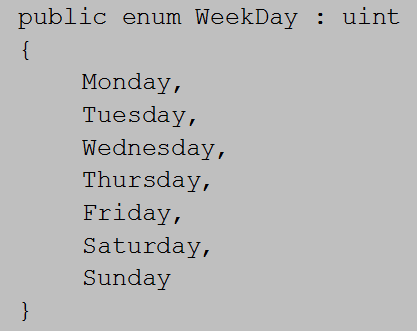 public enum WeekDay : uint
{
Monday,
Tuesday,
Wednesday,
Thursday,
Friday,
Saturday,
Sunday
}